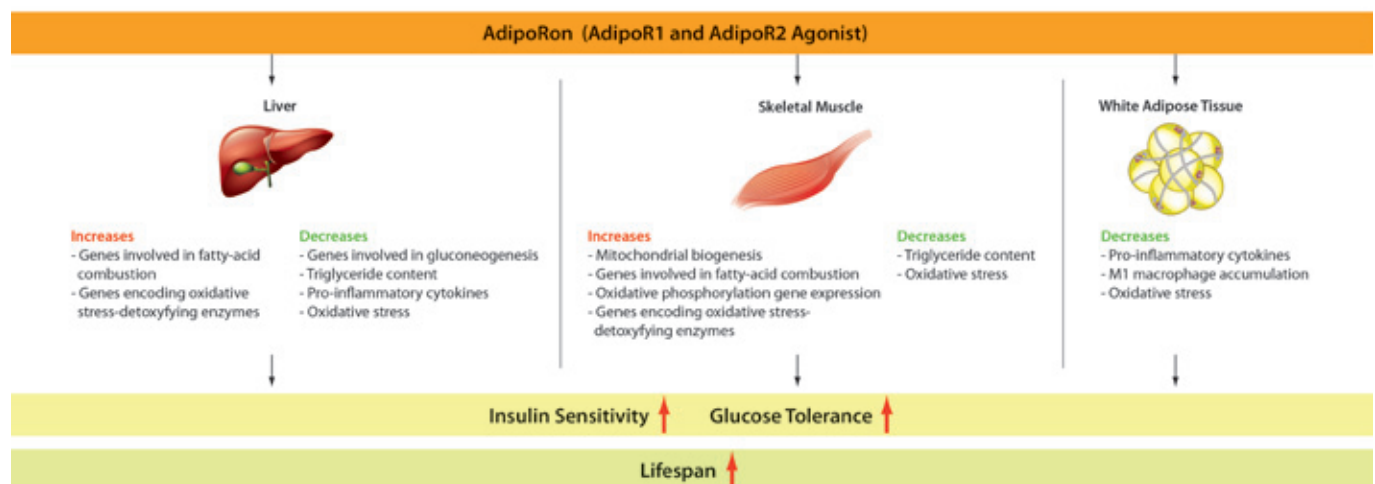 AdipoRon (AdipoR1 and AdipoR2 Agonist)
Liver
Increases
- Genes involved in fatty-acid
combustion
- Genes encoding oxidative
stress-detoxyfying enzymes
Decreases
- Genes involved in gluconeogenesis
- Triglyceride content
- Pro-inflammatory cytokines
- Oxidative stress
Skeletal Muscle
Increases
- Mitochondrial biogenesis
- Genes involved in fatty-acid combustion
- Oxidative phosphorylation gene expression
- Genes encoding oxidative stress-
detoxyfying enzymes
Decreases
- Triglyceride content
- Oxidative stress
White Adipose Tissue
Decreases
- Pro-inflammatory cytokines
- M1 macrophage accumulation
- Oxidative stress
Insulin Sensitivity Glucose Tolerance
Lifespan